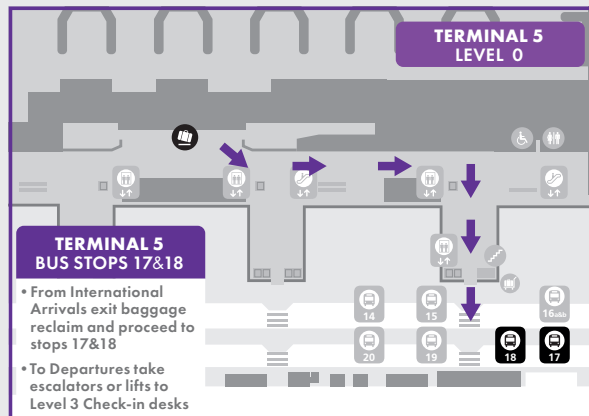 TERMINAL 5
LEVEL 0
TERMINAL 5
BUS STOPS 17&18
• From International
Arrivals exit baggage
reclaim and proceed to
stops 17&18
• To Departures take
escalators or lifts to
Level 3 Check-in desks
14
15
16a&b
20
19
18
17